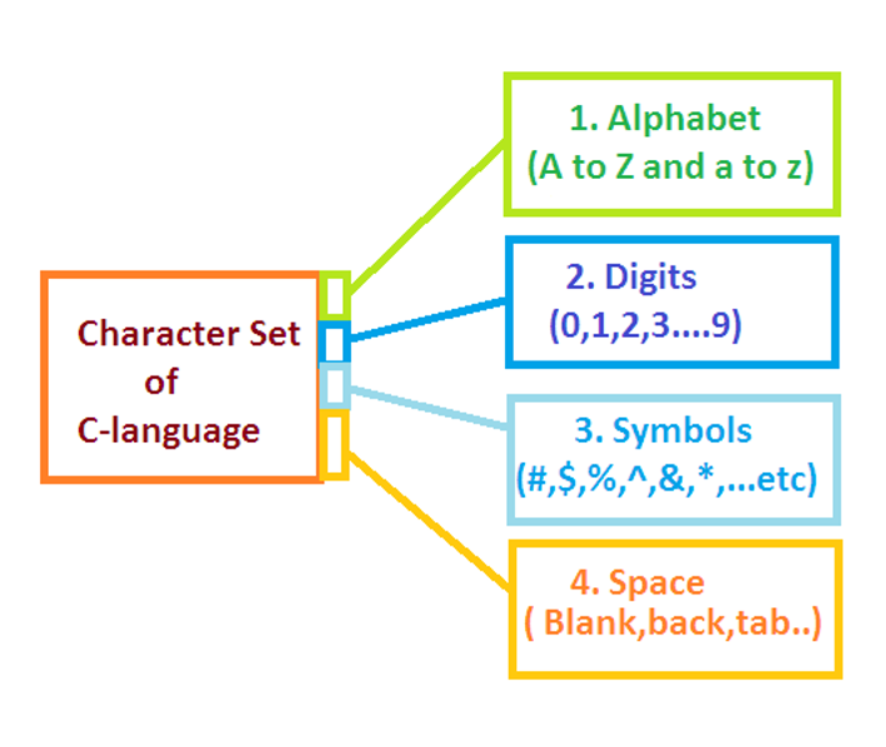 Character Set
of
C-language
1. Alphabet
(A to Z and a to z)
2. Digits
(0,1,2,3....9)
3. Symbols
(#,$,%,^,&,*,...etc)
4. Space
( Blank,back,tab..)